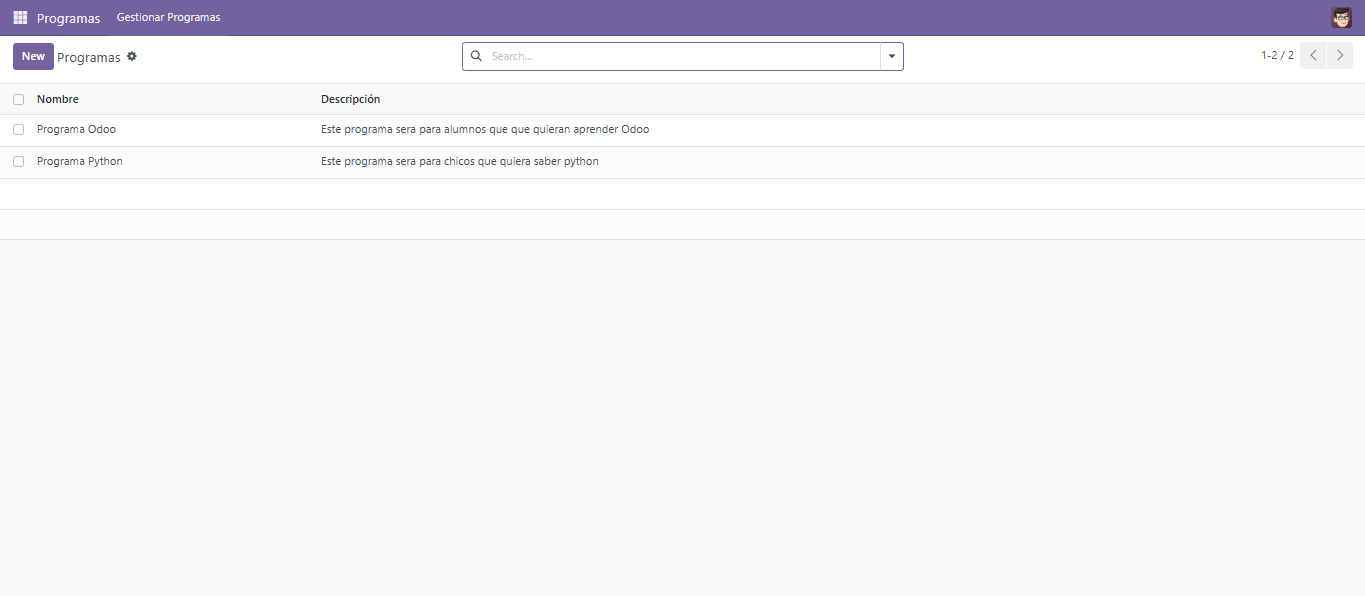 Programas Gestionar Programas
New Programas Search... 1-2 / 2
Nombre Descripción
Programa Odoo Este programa sera para alumnos que que quieran aprender Odoo
Programa Python Este programa sera para chicos que quiera saber python